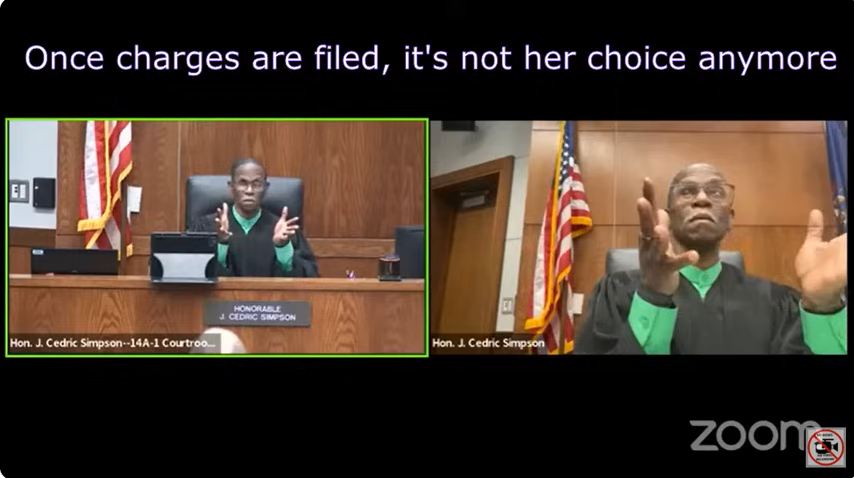 Once charges are filed, it's not her choice anymore
HONORABLE
J. CEDRIC SIMPSON
Hon. J. Cedric Simpson--14A-1 Courtroo...
Hon. J. Cedric Simpson
zoom